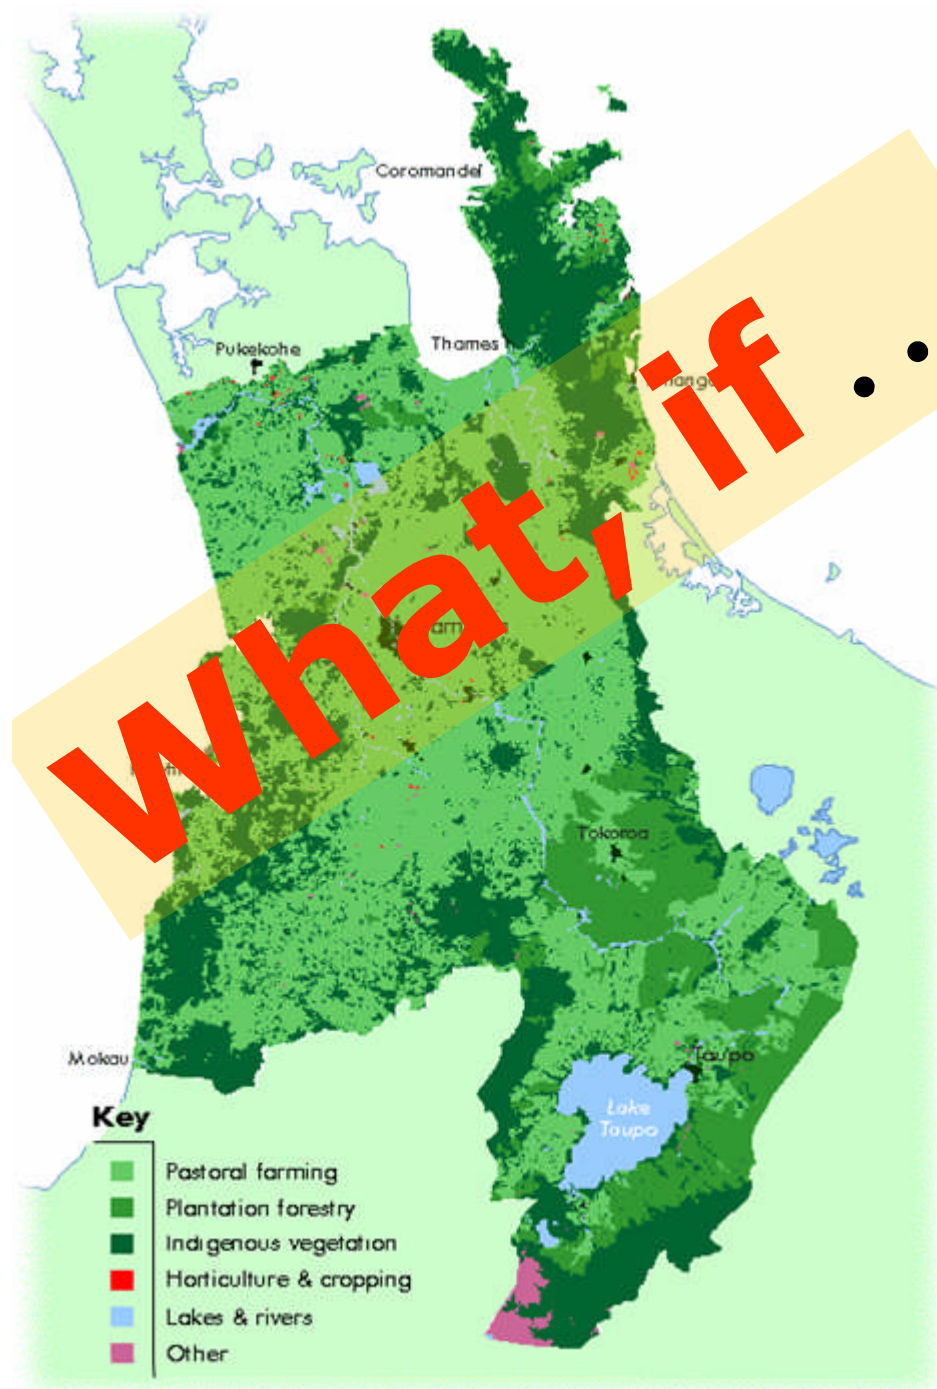 Coromandel
Pukekohe
Thames
what, if ..
Tokoroa
Taupo
Mokau
Lake
Taupo
Key
Pastoral farming
Plantation forestry
Indigenous vegetation
Horticulture & cropping
Lakes & rivers
Other